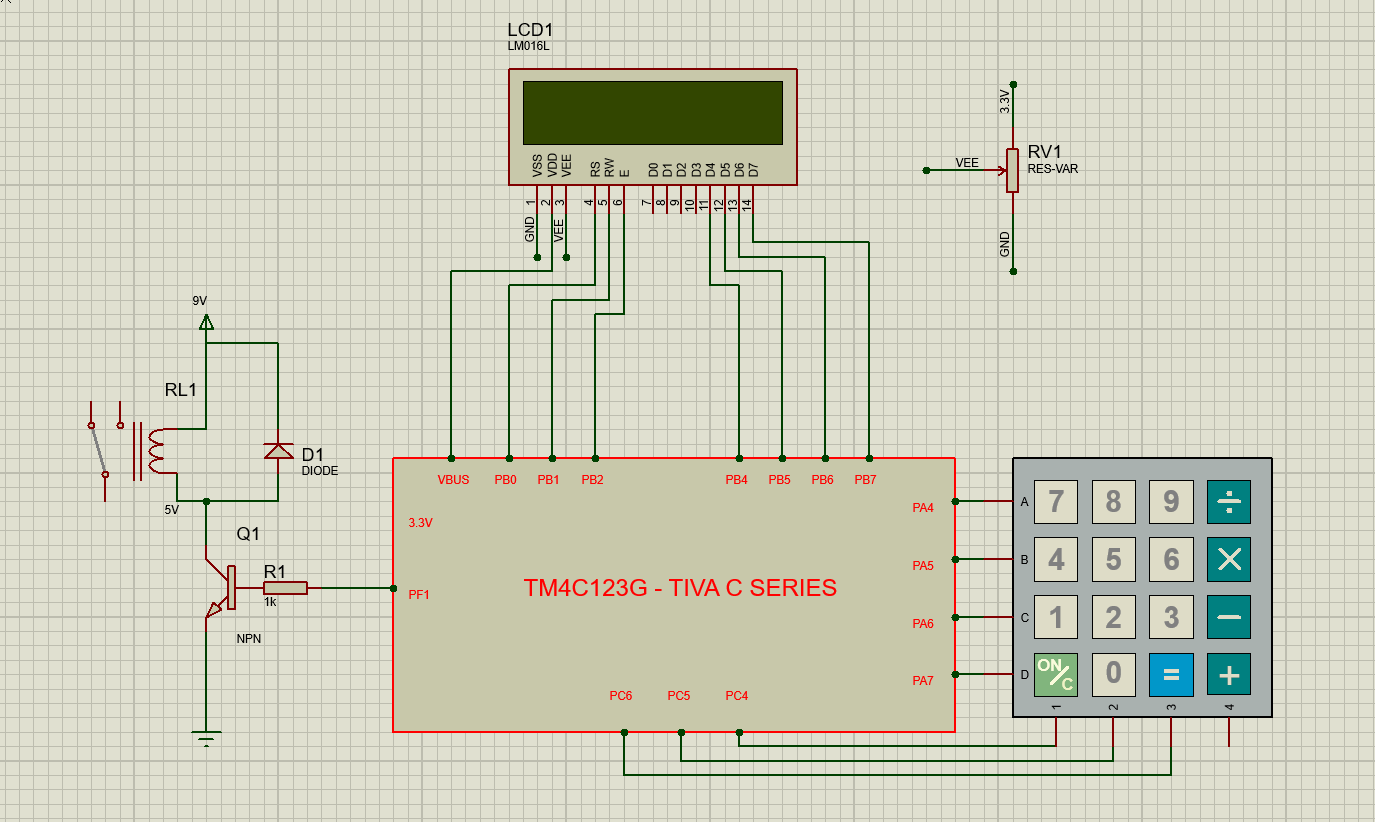 LCD1
LM016L
VSS VDD VEE RS RW E D0 D1 D2 D3 D4 D5 D6 D7
1 2 3 4 5 6 7 8 9 10 11 12 13 14
GND VEE
3.3V
VEE
RV1
RES-VAR
GND
9V
RL1
D1
DIODE
5V
Q1
R1
1k
NPN
VBUS PB0 PB1 PB2 PB4 PB5 PB6 PB7
3.3V
PF1
TM4C123G - TIVA C SERIES
PA4
PA5
PA6
PA7
PC6 PC5 PC4
A 7 8 9 ÷
B 4 5 6 ×
C 1 2 3 −
D ON/C 0 = +
1 2 3 4